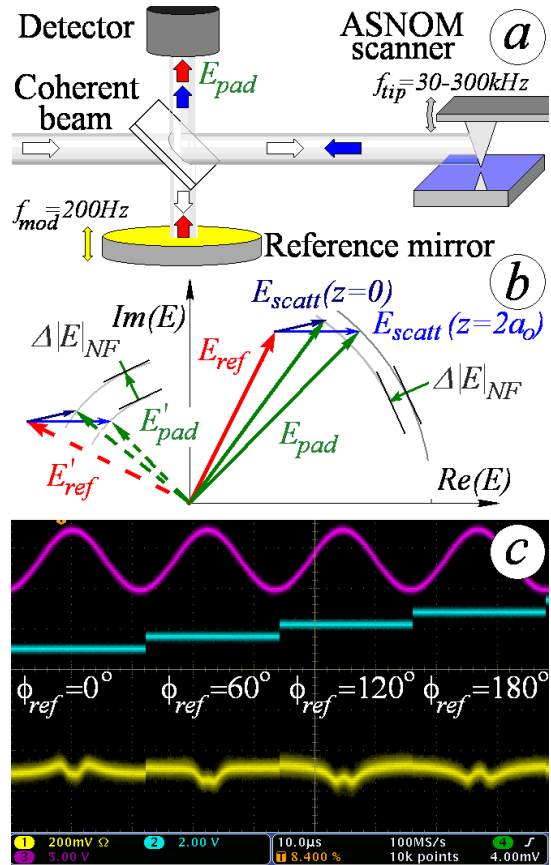 Detector
ASNOM
scanner
a
E_pad
f_tip=30-300kHz
Coherent
beam
f_mod=200Hz
Reference mirror
b
Im(E)
E_scatt(z=0)
E_scatt(z=2a_o)
Δ|E|_NF
E_ref
Δ|E|_NF
E'_pad
E_pad
E'_ref
Re(E)
c
ϕ_ref=0° ϕ_ref=60° ϕ_ref=120° ϕ_ref=180°
1 200mV Ω 2 2.00 V 10.0µs 100MS/s 4 ∫
3 5.00 V T 8.400 % 10k points 4.00mV